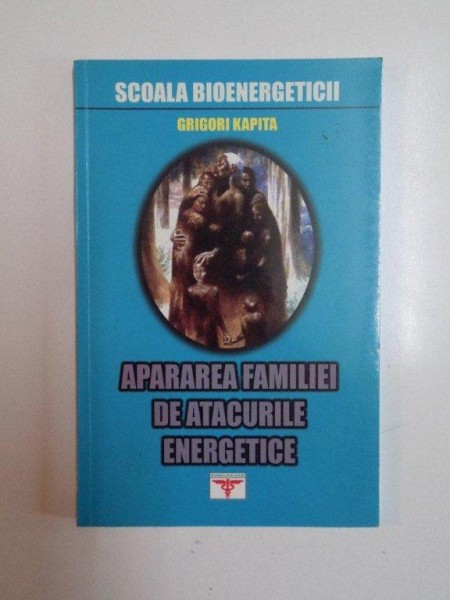 SCOALA BIOENERGETICII
GRIGORI KAPITA
APARAREA FAMILIEI
DE ATACURILE
ENERGETICE